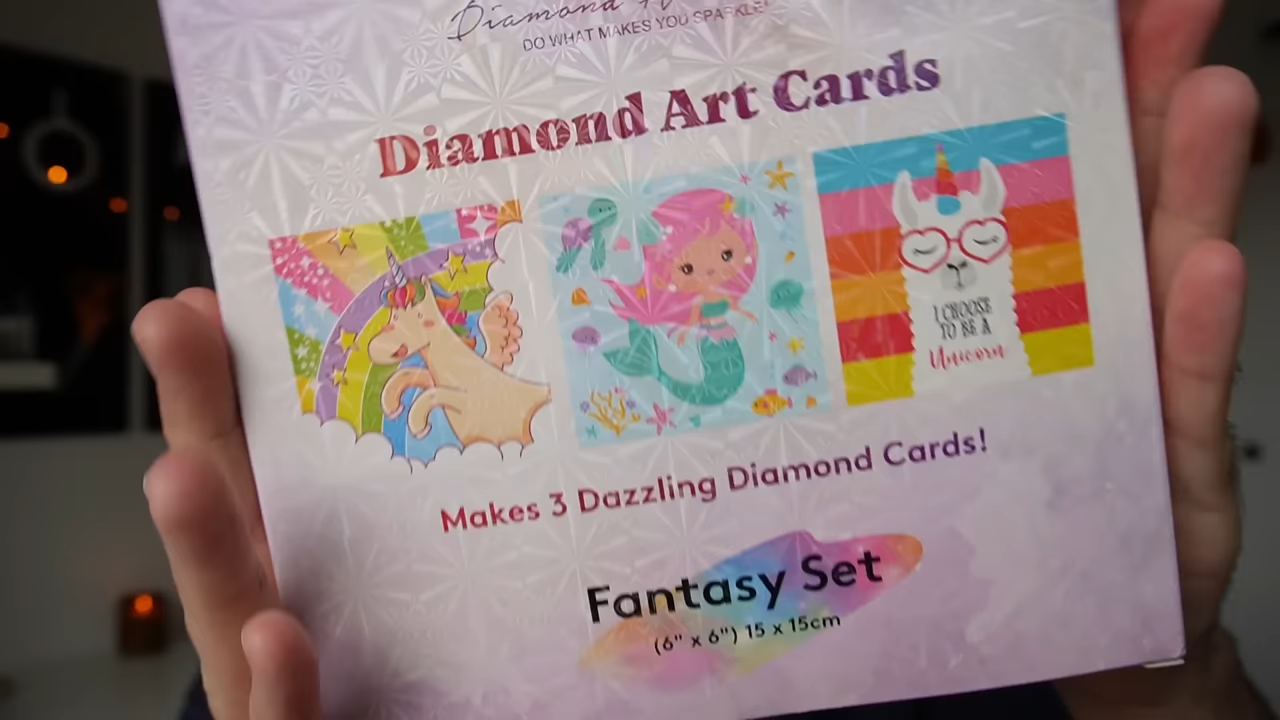 Diamond
DO WHAT MAKES YOU SPARKLE!
Diamond Art Cards
I CHOOSE
TO BE A
Unicorn
Makes 3 Dazzling Diamond Cards!
Fantasy Set
(6" x 6") 15 x 15cm